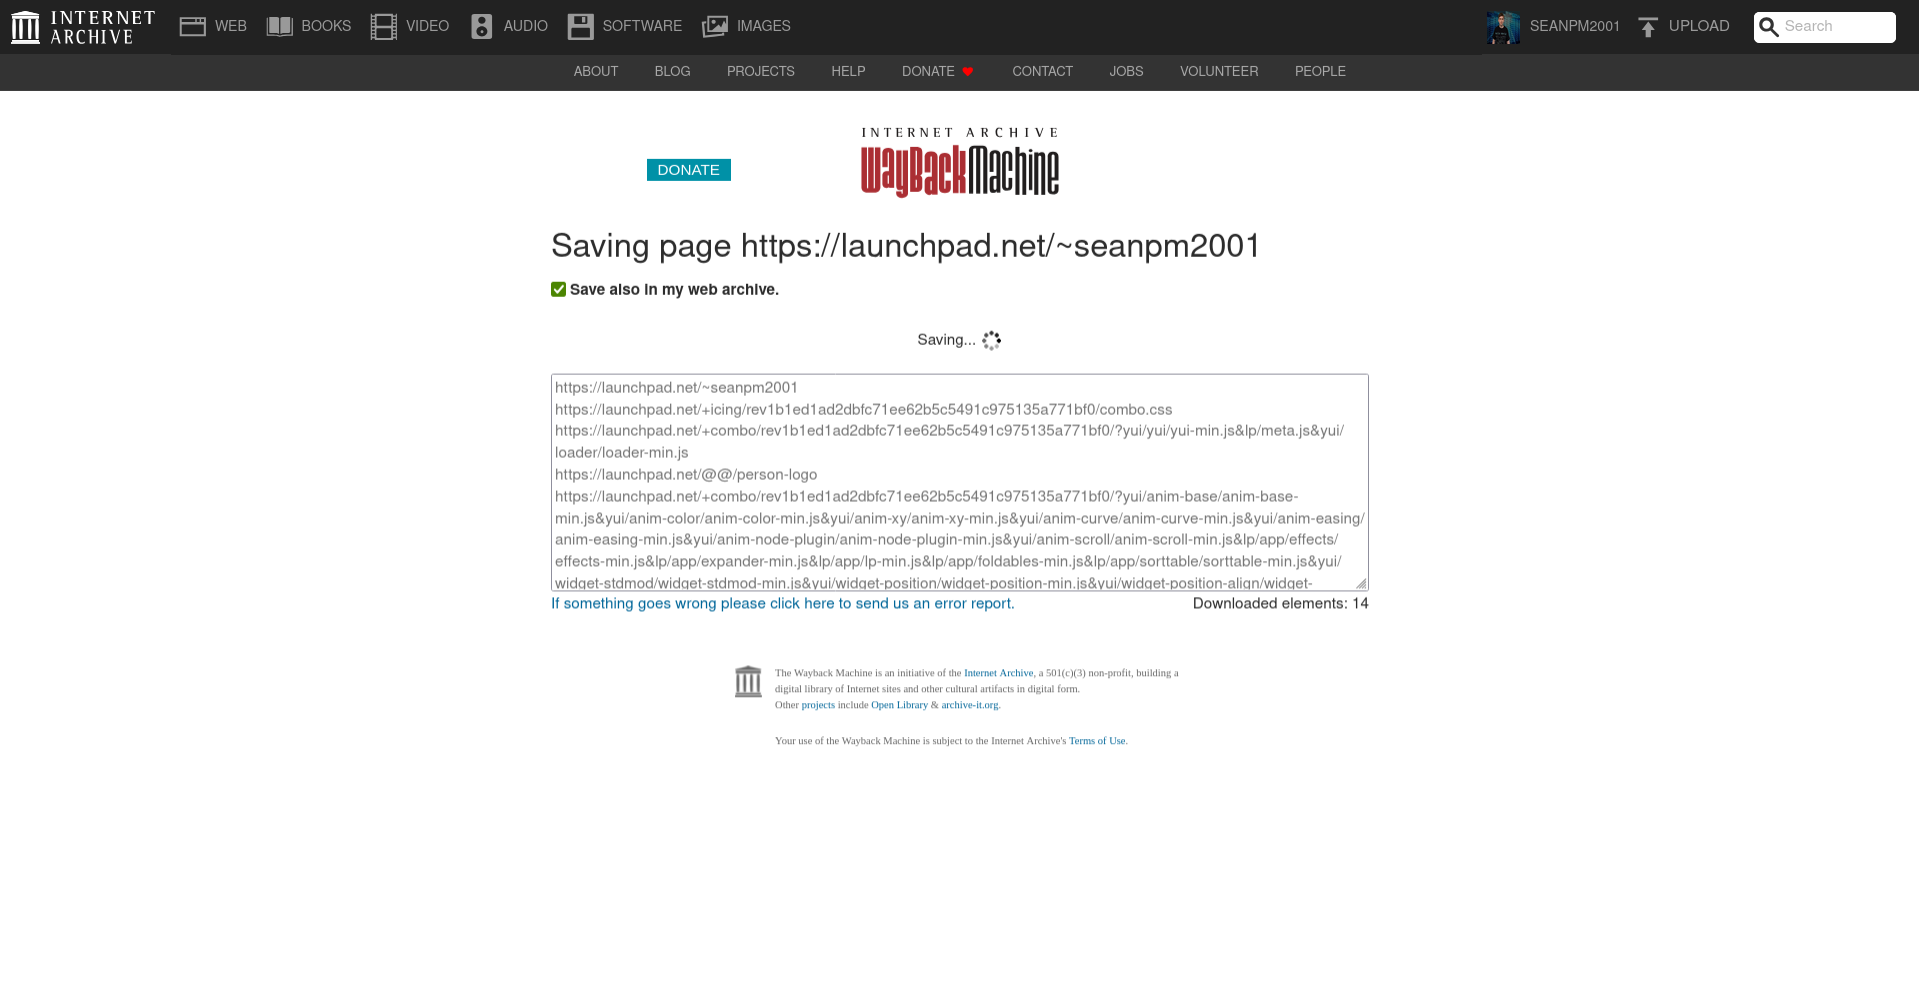 INTERNET ARCHIVE
WEB BOOKS VIDEO AUDIO SOFTWARE IMAGES SEANPM2001 UPLOAD Search
ABOUT BLOG PROJECTS HELP DONATE CONTACT JOBS VOLUNTEER PEOPLE
INTERNET ARCHIVE
WayBackMachine
DONATE
Saving page https://launchpad.net/~seanpm2001
Save also in my web archive.
Saving...
https://launchpad.net/~seanpm2001
https://launchpad.net/+icing/rev1b1ed1ad2dbfc71ee62b5c5491c975135a771bf0/combo.css
https://launchpad.net/+combo/rev1b1ed1ad2dbfc71ee62b5c5491c975135a771bf0/?yui/yui/yui-min.js&lp/meta.js&yui/
loader/loader-min.js
https://launchpad.net/@@/person-logo
https://launchpad.net/+combo/rev1b1ed1ad2dbfc71ee62b5c5491c975135a771bf0/?yui/anim-base/anim-base-
min.js&yui/anim-color/anim-color-min.js&yui/anim-xy/anim-xy-min.js&yui/anim-curve/anim-curve-min.js&yui/anim-easing/
anim-easing-min.js&yui/anim-node-plugin/anim-node-plugin-min.js&yui/anim-scroll/anim-scroll-min.js&lp/app/effects/
effects-min.js&lp/app/expander-min.js&lp/app/lp-min.js&lp/app/foldables-min.js&lp/app/sorttable/sorttable-min.js&yui/
widget-stdmod/widget-stdmod-min.js&yui/widget-position/widget-position-min.js&yui/widget-position-align/widget-
If something goes wrong please click here to send us an error report. Downloaded elements: 14
The Wayback Machine is an initiative of the Internet Archive, a 501(c)(3) non-profit, building a
digital library of Internet sites and other cultural artifacts in digital form.
Other projects include Open Library & archive-it.org.
Your use of the Wayback Machine is subject to the Internet Archive's Terms of Use.